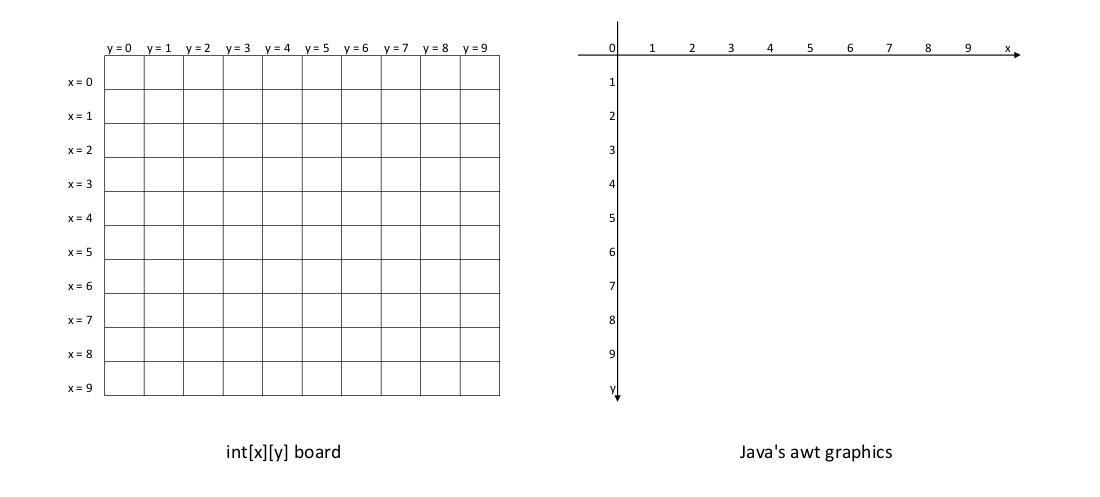 y = 0 y = 1 y = 2 y = 3 y = 4 y = 5 y = 6 y = 7 y = 8 y = 9
x = 0
x = 1
x = 2
x = 3
x = 4
x = 5
x = 6
x = 7
x = 8
x = 9
int[x][y] board
0 1 2 3 4 5 6 7 8 9 x
1
2
3
4
5
6
7
8
9
y
Java's awt graphics